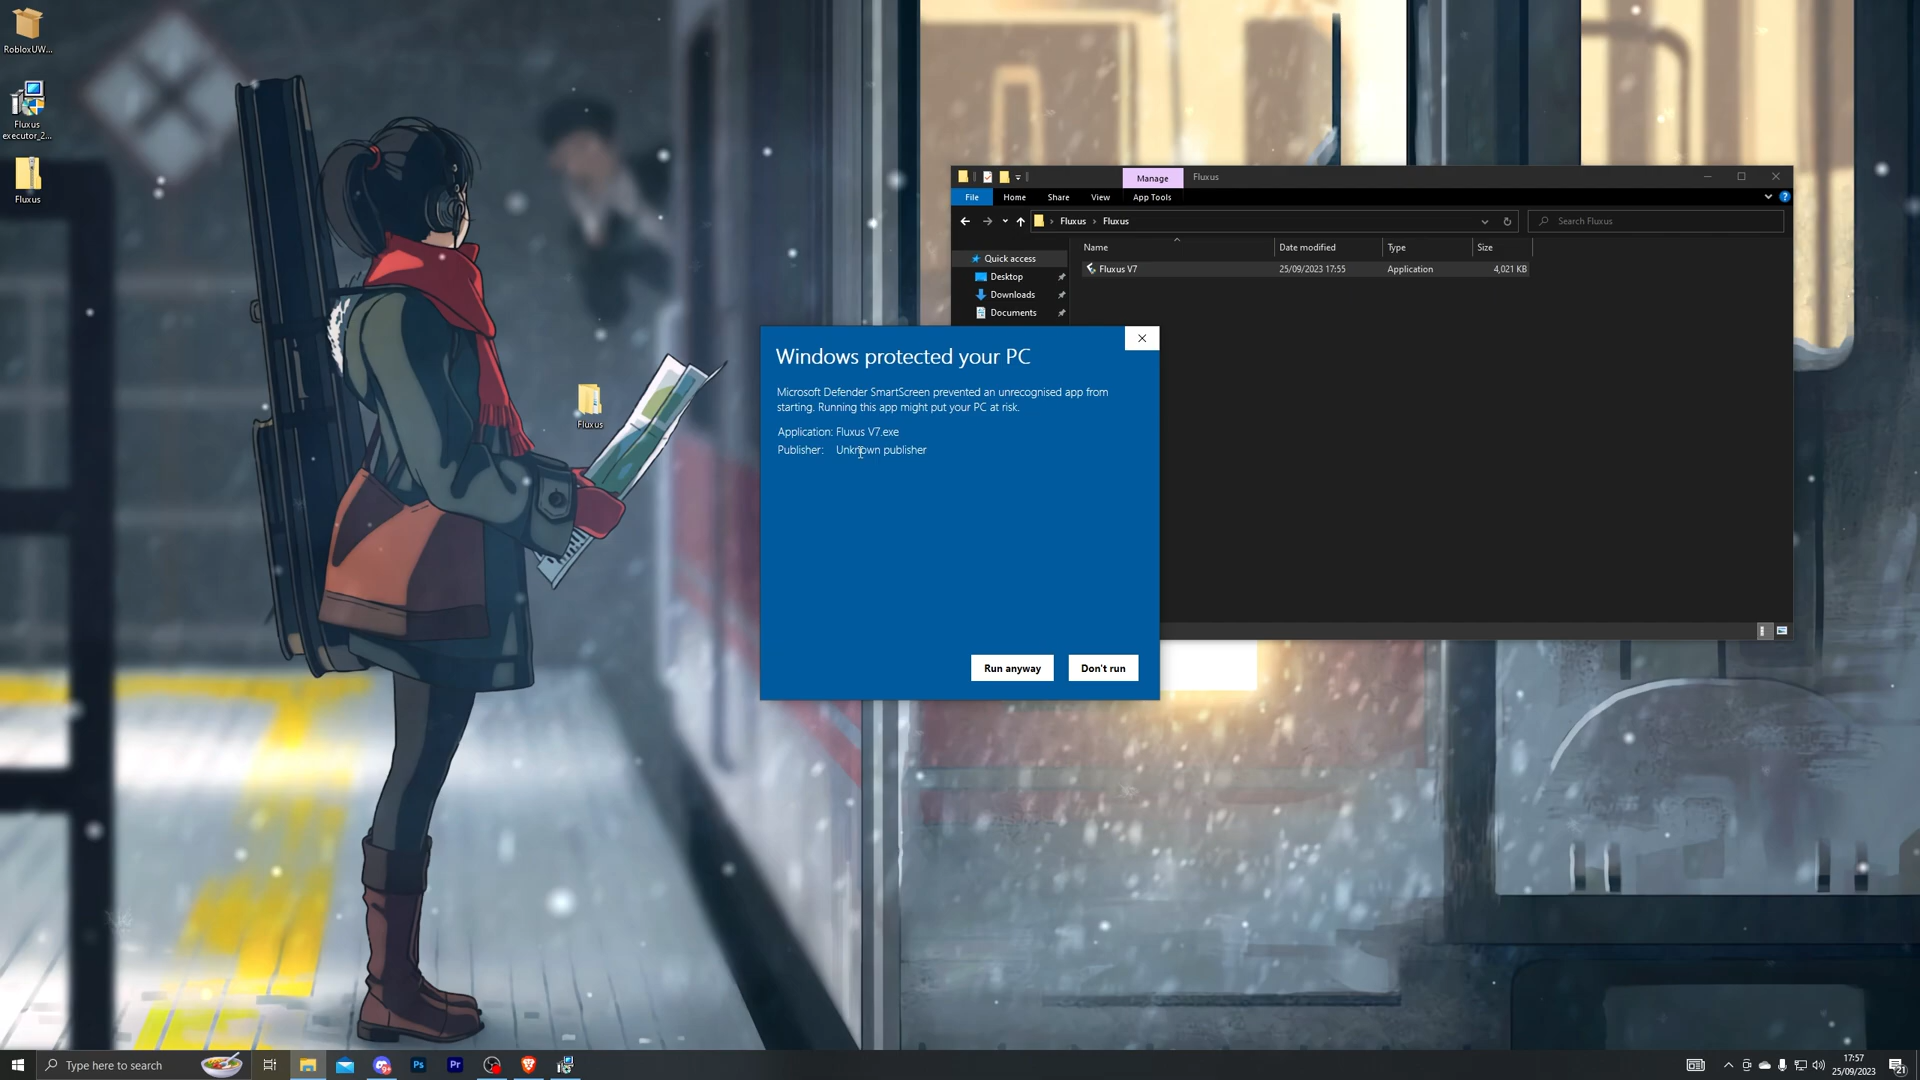 RobloxUW...
Fluxus
executor_2...
Fluxus
Fluxus
Manage
Fluxus
File
Home
Share
View
App Tools
Fluxus
Fluxus
Search Fluxus
Name
Date modified
Type
Size
Quick access
Fluxus V7
25/09/2023 17:55
Application
4,021 KB
Desktop
Downloads
Documents
Windows protected your PC
Microsoft Defender SmartScreen prevented an unrecognised app from
starting. Running this app might put your PC at risk.
Application: Fluxus V7.exe
Publisher: Unknown publisher
Run anyway
Don't run
Type here to search
Ps
Pr
17:57
25/09/2023
21